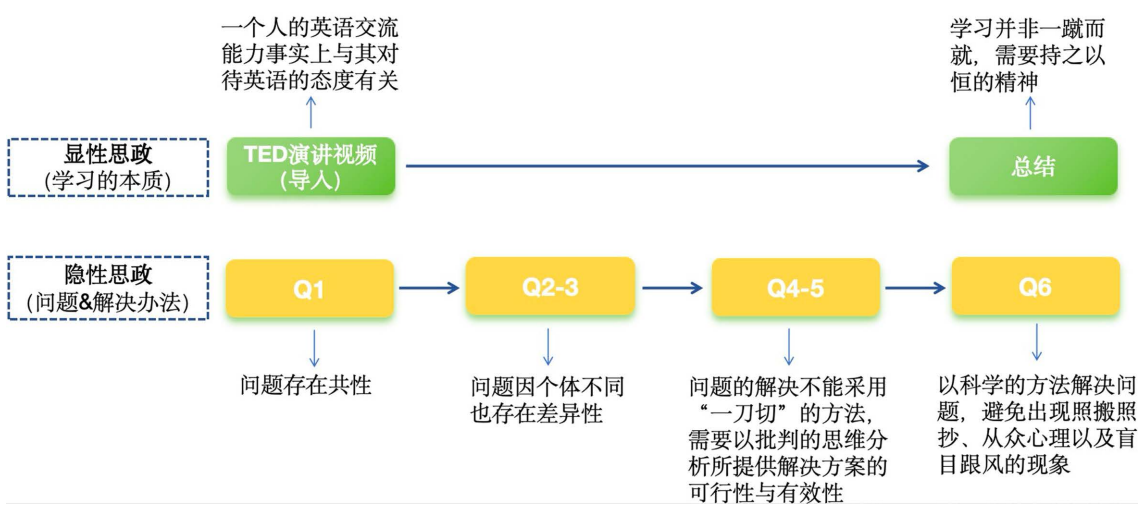 一个人的英语交流
能力事实上与其对
待英语的态度有关
学习并非一蹴而
就，需要持之以
恒的精神
显性思政
(学习的本质)
TED演讲视频
(导入)
总结
隐性思政
(问题&解决办法)
Q1
Q2-3
Q4-5
Q6
问题存在共性
问题因个体不同
也存在差异性
问题的解决不能采用
“一刀切”的方法，
需要以批判的思维分
析所提供解决方案的
可行性与有效性
以科学的方法解决问
题，避免出现照搬照
抄、从众心理以及盲
目跟风的现象